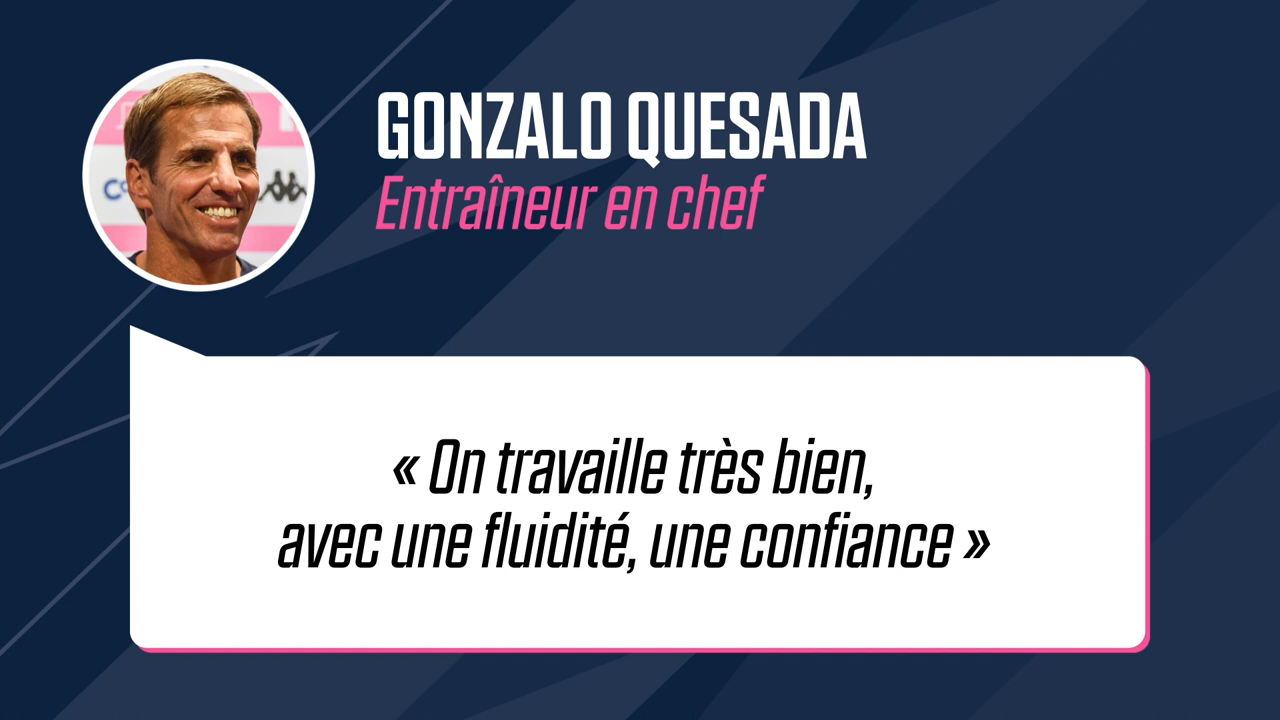 GONZALO QUESADA
Entraîneur en chef
« On travaille très bien,
avec une fluidité, une confiance »